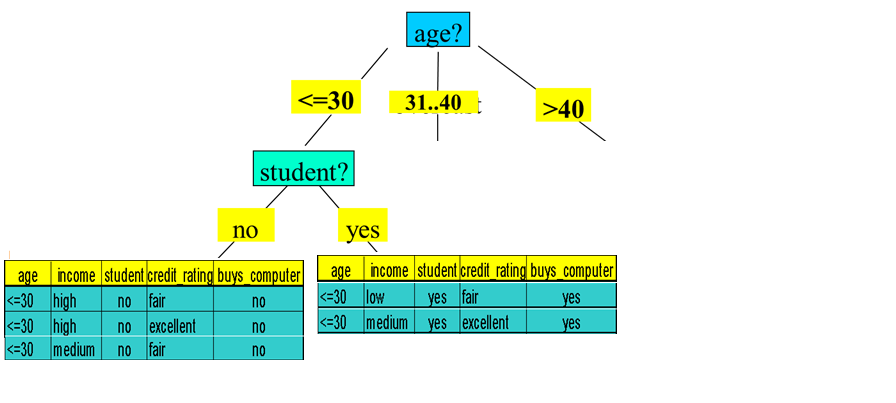 age?
<=30
31..40
>40
student?
no
yes
age income student credit_rating buys_computer
<=30 high no fair no
<=30 high no excellent no
<=30 medium no fair no
age income student credit_rating buys_computer
<=30 low yes fair yes
<=30 medium yes excellent yes